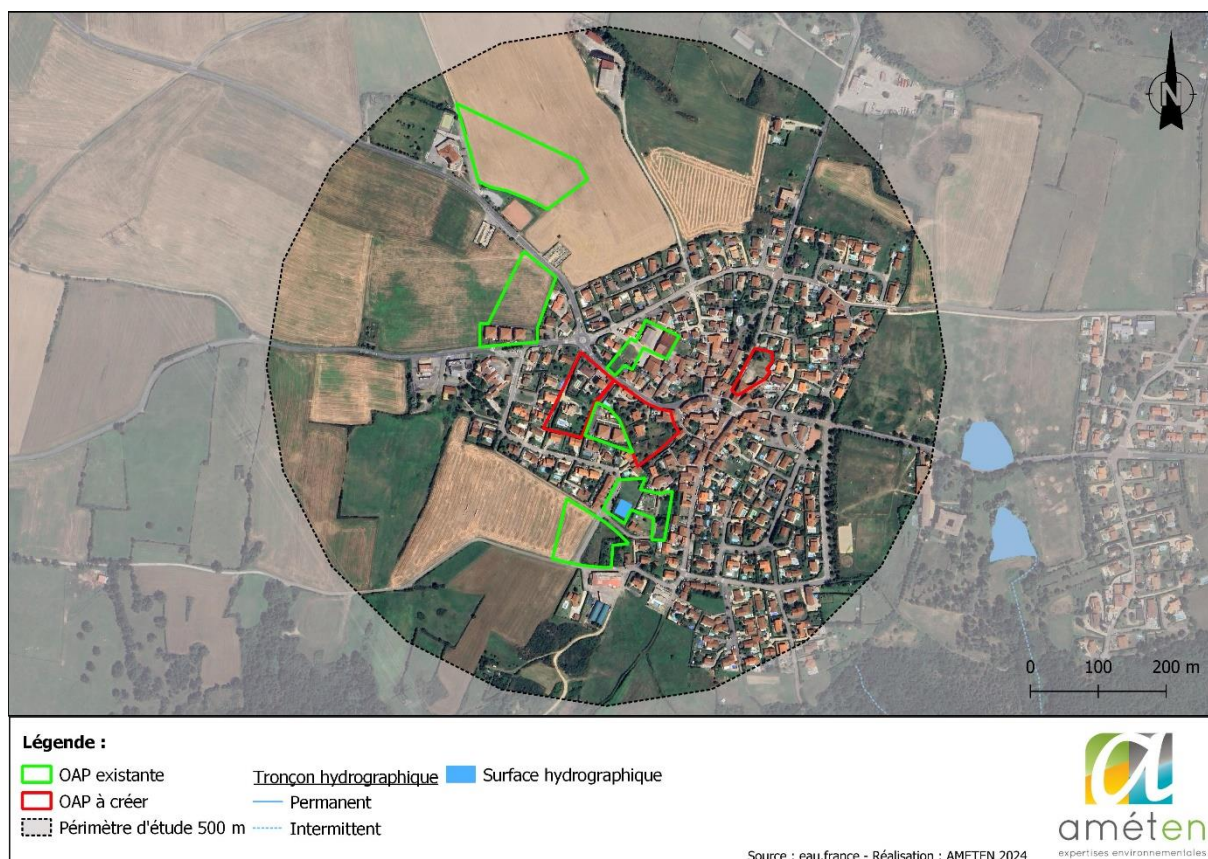 N
0 100 200 m
Légende :
OAP existante
OAP à créer
Périmètre d'étude 500 m
Tronçon hydrographique
Permanent
Intermittent
Surface hydrographique
a
améten
expertises environnementales
Source : eau.france - Réalisation : AMETEN 2024